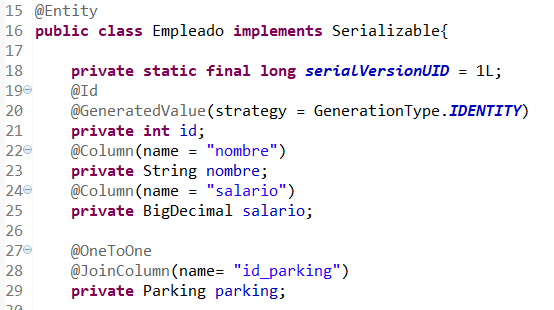 15 @Entity
16 public class Empleado implements Serializable{
17
18 private static final long serialVersionUID = 1L;
19 @Id
20 @GeneratedValue(strategy = GenerationType.IDENTITY)
21 private int id;
22 @Column(name = "nombre")
23 private String nombre;
24 @Column(name = "salario")
25 private BigDecimal salario;
26
27 @OneToOne
28 @JoinColumn(name= "id_parking")
29 private Parking parking;